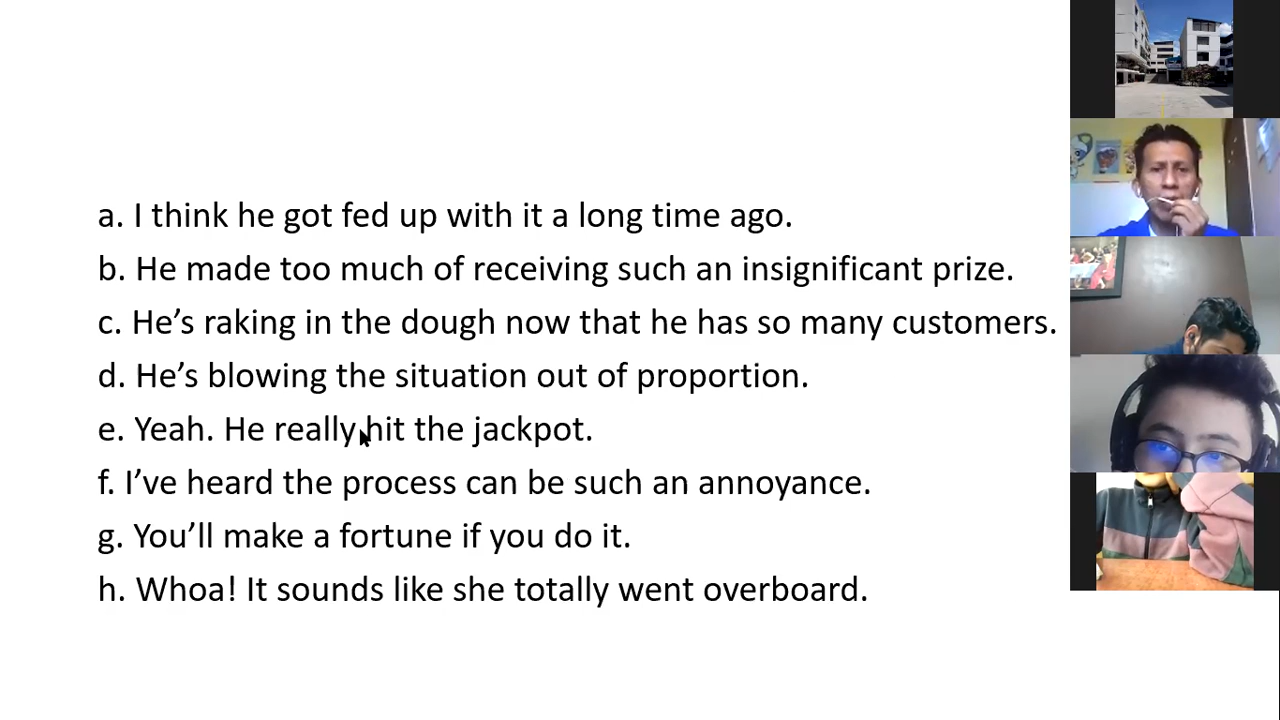 a. I think he got fed up with it a long time ago.
b. He made too much of receiving such an insignificant prize.
c. He’s raking in the dough now that he has so many customers.
d. He’s blowing the situation out of proportion.
e. Yeah. He really hit the jackpot.
f. I’ve heard the process can be such an annoyance.
g. You’ll make a fortune if you do it.
h. Whoa! It sounds like she totally went overboard.